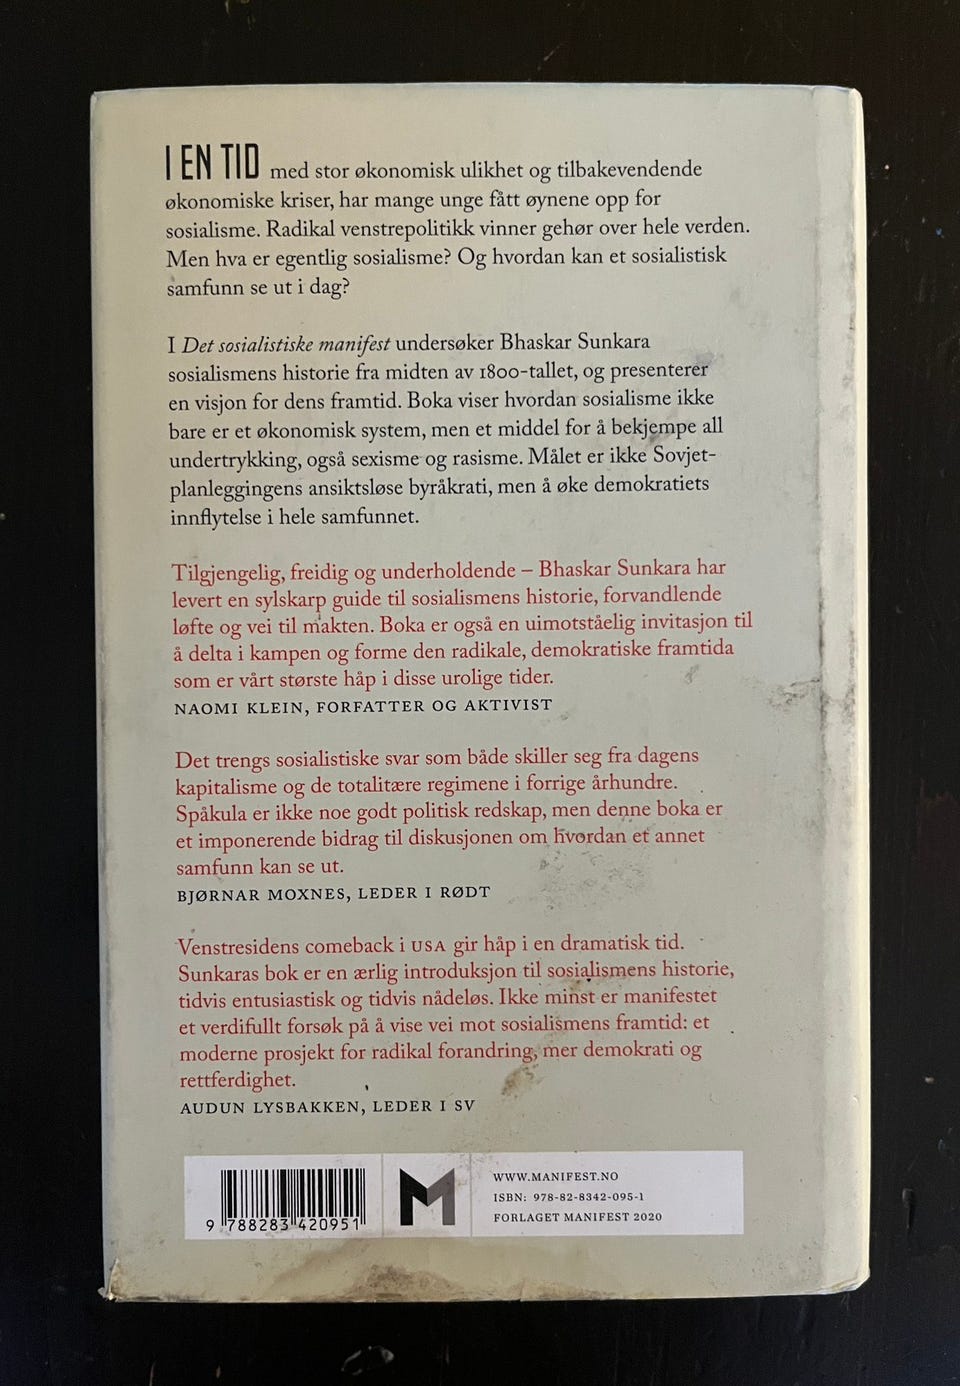 I EN TID med stor økonomisk ulikhet og tilbakevendende
økonomiske kriser, har mange unge fått øynene opp for
sosialisme. Radikal venstrepolitikk vinner gehør over hele verden.
Men hva er egentlig sosialisme? Og hvordan kan et sosialistisk
samfunn se ut i dag?
I Det sosialistiske manifest undersøker Bhaskar Sunkara
sosialismens historie fra midten av 1800-tallet, og presenterer
en visjon for dens framtid. Boka viser hvordan sosialisme ikke
bare er et økonomisk system, men et middel for å bekjempe all
undertrykking, også sexisme og rasisme. Målet er ikke Sovjet-
planleggingens ansiktsløse byråkrati, men å øke demokratiets
innflytelse i hele samfunnet.
Tilgjengelig, freidig og underholdende – Bhaskar Sunkara har
levert en sylskarp guide til sosialismens historie, forvandlende
løfte og vei til makten. Boka er også en uimotståelig invitasjon til
å delta i kampen og forme den radikale, demokratiske framtida
som er vårt største håp i disse urolige tider.
NAOMI KLEIN, FORFATTER OG AKTIVIST
Det trengs sosialistiske svar som både skiller seg fra dagens
kapitalisme og de totalitære regimene i forrige århundre.
Spåkula er ikke noe godt politisk redskap, men denne boka er
et imponerende bidrag til diskusjonen om hvordan et annet
samfunn kan se ut.
BJØRNAR MOXNES, LEDER I RØDT
Venstresidens comeback i USA gir håp i en dramatisk tid.
Sunkaras bok er en ærlig introduksjon til sosialismens historie,
tidvis entusiastisk og tidvis nådeløs. Ikke minst er manifestet
et verdifullt forsøk på å vise vei mot sosialismens framtid: et
moderne prosjekt for radikal forandring, mer demokrati og
rettferdighet.
AUDUN LYSBAKKEN, LEDER I SV
9 788283 420951
M
WWW.MANIFEST.NO
ISBN: 978-82-8342-095-1
FORLAGET MANIFEST 2020